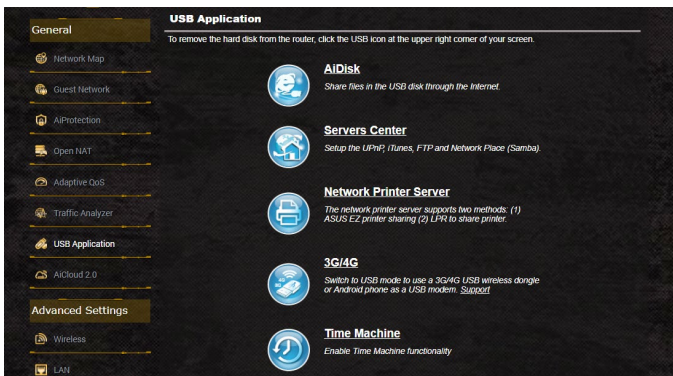 General
Network Map
Guest Network
AiProtection
Open NAT
Adaptive QoS
Traffic Analyzer
USB Application
AiCloud 2.0
Advanced Settings
Wireless
LAN
USB Application
To remove the hard disk from the router, click the USB icon at the upper right corner of your screen.
AiDisk
Share files in the USB disk through the Internet.
Servers Center
Setup the UPnP, iTunes, FTP and Network Place (Samba).
Network Printer Server
The network printer server supports two methods: (1)
ASUS EZ printer sharing (2) LPR to share printer.
3G/4G
Switch to USB mode to use a 3G/4G USB wireless dongle
or Android phone as a USB modem. Support
Time Machine
Enable Time Machine functionality